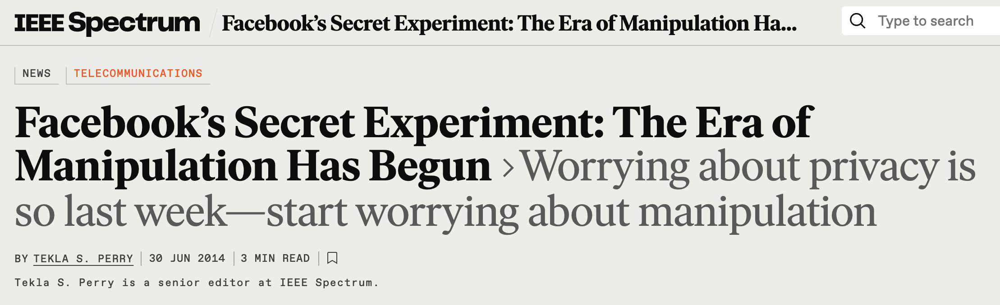 IEEE Spectrum / Facebook’s Secret Experiment: The Era of Manipulation Ha... Type to search
NEWS TELECOMMUNICATIONS
Facebook’s Secret Experiment: The Era of
Manipulation Has Begun > Worrying about privacy is
so last week—start worrying about manipulation
BY TEKLA S. PERRY | 30 JUN 2014 | 3 MIN READ |
Tekla S. Perry is a senior editor at IEEE Spectrum.